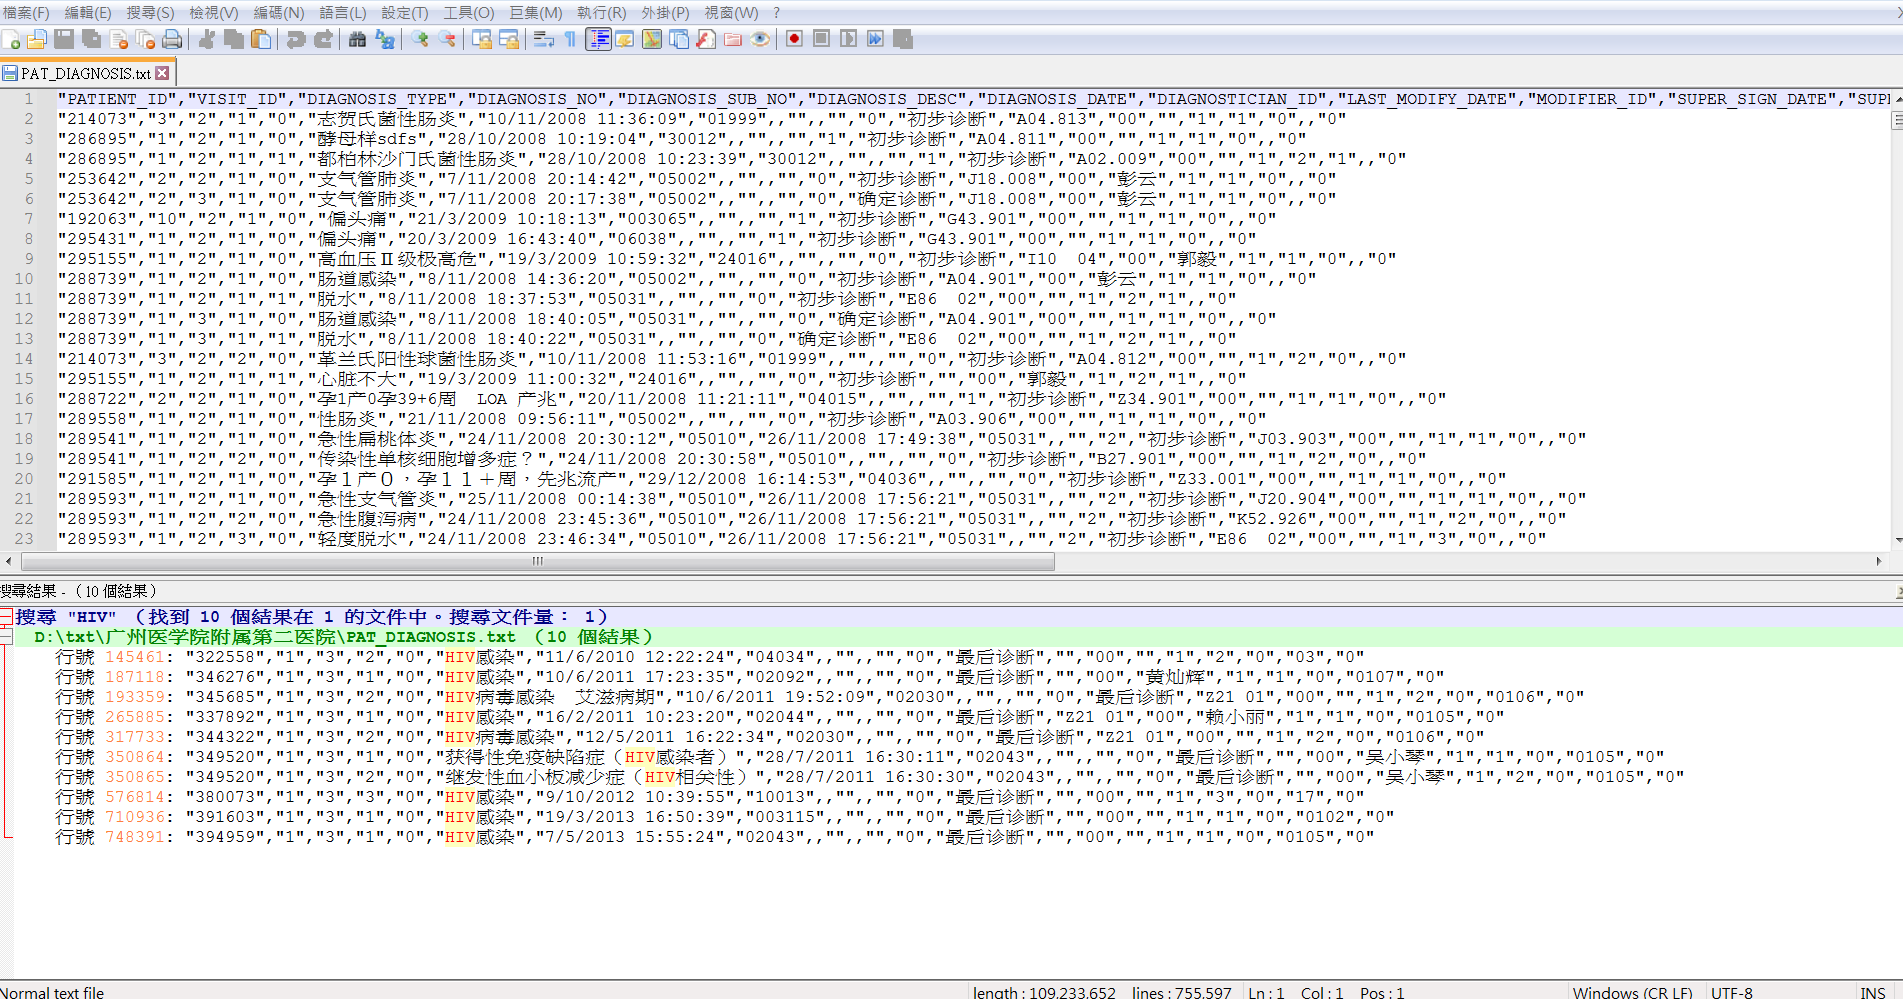 檔案(F) 編輯(E) 搜尋(S) 檢視(V) 編碼(N) 語言(L) 設定(T) 工具(O) 巨集(M) 執行(R) 外掛(P) 視窗(W) ?
PAT_DIAGNOSIS.txt
1 "PATIENT_ID","VISIT_ID","DIAGNOSIS_TYPE","DIAGNOSIS_NO","DIAGNOSIS_SUB_NO","DIAGNOSIS_DESC","DIAGNOSIS_DATE","DIAGNOSTICIAN_ID","LAST_MODIFY_DATE","MODIFIER_ID","SUPER_SIGN_DATE","SUPI
2 "214073","3","2","1","0","志贺氏菌性肠炎","10/11/2008 11:36:09","01999",,"",,"","0","初步诊断","A04.813","00","","1","1","0",,"0"
3 "286895","1","2","1","0","酵母样sdfs","28/10/2008 10:19:04","30012",,"",,"","1","初步诊断","A04.811","00","","1","1","0",,"0"
4 "286895","1","2","1","1","都柏林沙门氏菌性肠炎","28/10/2008 10:23:39","30012",,"",,"","1","初步诊断","A02.009","00","","1","2","1",,"0"
5 "253642","2","2","1","0","支气管肺炎","7/11/2008 20:14:42","05002",,"",,"","0","初步诊断","J18.008","00","彭云","1","1","0",,"0"
6 "253642","2","3","1","0","支气管肺炎","7/11/2008 20:17:38","05002",,"",,"","0","确定诊断","J18.008","00","彭云","1","1","0",,"0"
7 "192063","10","2","1","0","偏头痛","21/3/2009 10:18:13","003065",,"",,"","1","初步诊断","G43.901","00","","1","1","0",,"0"
8 "295431","1","2","1","0","偏头痛","20/3/2009 16:43:40","06038",,"",,"","1","初步诊断","G43.901","00","","1","1","0",,"0"
9 "295155","1","2","1","0","高血压Ⅱ级极高危","19/3/2009 10:59:32","24016",,"",,"","0","初步诊断","I10  04","00","郭毅","1","1","0",,"0"
10 "288739","1","2","1","0","肠道感染","8/11/2008 14:36:20","05002",,"",,"","0","初步诊断","A04.901","00","彭云","1","1","0",,"0"
11 "288739","1","2","1","1","脱水","8/11/2008 18:37:53","05031",,"",,"","0","初步诊断","E86  02","00","","1","2","1",,"0"
12 "288739","1","3","1","0","肠道感染","8/11/2008 18:40:05","05031",,"",,"","0","确定诊断","A04.901","00","","1","1","0",,"0"
13 "288739","1","3","1","1","脱水","8/11/2008 18:40:22","05031",,"",,"","0","确定诊断","E86  02","00","","1","2","1",,"0"
14 "214073","3","2","2","0","革兰氏阳性球菌性肠炎","10/11/2008 11:53:16","01999",,"",,"","0","初步诊断","A04.812","00","","1","2","0",,"0"
15 "295155","1","2","1","1","心脏不大","19/3/2009 11:00:32","24016",,"",,"","0","初步诊断","","00","郭毅","1","2","1",,"0"
16 "288722","2","2","1","0","孕1产0孕39+6周  LOA 产兆","20/11/2008 11:21:11","04015",,"",,"","1","初步诊断","Z34.901","00","","1","1","0",,"0"
17 "289558","1","2","1","0","性肠炎","21/11/2008 09:56:11","05002",,"",,"","0","初步诊断","A03.906","00","","1","1","0",,"0"
18 "289541","1","2","1","0","急性扁桃体炎","24/11/2008 20:30:12","05010","26/11/2008 17:49:38","05031",,"","2","初步诊断","J03.903","00","","1","1","0",,"0"
19 "289541","1","2","2","0","传染性单核细胞增多症？","24/11/2008 20:30:58","05010",,"",,"","0","初步诊断","B27.901","00","","1","2","0",,"0"
20 "291585","1","2","1","0","孕１产０，孕１１＋周，先兆流产","29/12/2008 16:14:53","04036",,"",,"","0","初步诊断","Z33.001","00","","1","1","0",,"0"
21 "289593","1","2","1","0","急性支气管炎","25/11/2008 00:14:38","05010","26/11/2008 17:56:21","05031",,"","2","初步诊断","J20.904","00","","1","1","0",,"0"
22 "289593","1","2","2","0","急性腹泻病","24/11/2008 23:45:36","05010","26/11/2008 17:56:21","05031",,"","2","初步诊断","K52.926","00","","1","2","0",,"0"
23 "289593","1","2","3","0","轻度脱水","24/11/2008 23:46:34","05010","26/11/2008 17:56:21","05031",,"","2","初步诊断","E86  02","00","","1","3","0",,"0"
搜尋結果 - （10 個結果）
搜尋 "HIV" （找到 10 個結果在 1 的文件中。搜尋文件量： 1）
D:\txt\广州医学院附属第二医院\PAT_DIAGNOSIS.txt （10 個結果）
行號 145461: "322558","1","3","2","0","HIV感染","11/6/2010 12:22:24","04034",,"",,"","0","最后诊断","","00","","1","2","0","03","0"
行號 187118: "346276","1","3","1","0","HIV感染","10/6/2011 17:23:35","02092",,"",,"","0","最后诊断","","00","黄灿辉","1","1","0","0107","0"
行號 193359: "345685","1","3","2","0","HIV病毒感染  艾滋病期","10/6/2011 19:52:09","02030",,"",,"","0","最后诊断","Z21 01","00","","1","2","0","0106","0"
行號 265885: "337892","1","3","1","0","HIV感染","16/2/2011 10:23:20","02044",,"",,"","0","最后诊断","Z21 01","00","赖小丽","1","1","0","0105","0"
行號 317733: "344322","1","3","2","0","HIV病毒感染","12/5/2011 16:22:34","02030",,"",,"","0","最后诊断","Z21 01","00","","1","2","0","0106","0"
行號 350864: "349520","1","3","1","0","获得性免疫缺陷症（HIV感染者）","28/7/2011 16:30:11","02043",,"",,"","0","最后诊断","","00","吴小琴","1","1","0","0105","0"
行號 350865: "349520","1","3","2","0","继发性血小板减少症（HIV相关性）","28/7/2011 16:30:30","02043",,"",,"","0","最后诊断","","00","吴小琴","1","2","0","0105","0"
行號 576814: "380073","1","3","3","0","HIV感染","9/10/2012 10:39:55","10013",,"",,"","0","最后诊断","","00","","1","3","0","17","0"
行號 710936: "391603","1","3","1","0","HIV感染","19/3/2013 16:50:39","003115",,"",,"","0","最后诊断","","00","","1","1","0","0102","0"
行號 748391: "394959","1","3","1","0","HIV感染","7/5/2013 15:55:24","02043",,"",,"","0","最后诊断","","00","","1","1","0","0105","0"
Normal text file length : 109,233,652 lines : 755,597 Ln : 1 Col : 1 Pos : 1 Windows (CR LF) UTF-8 INS